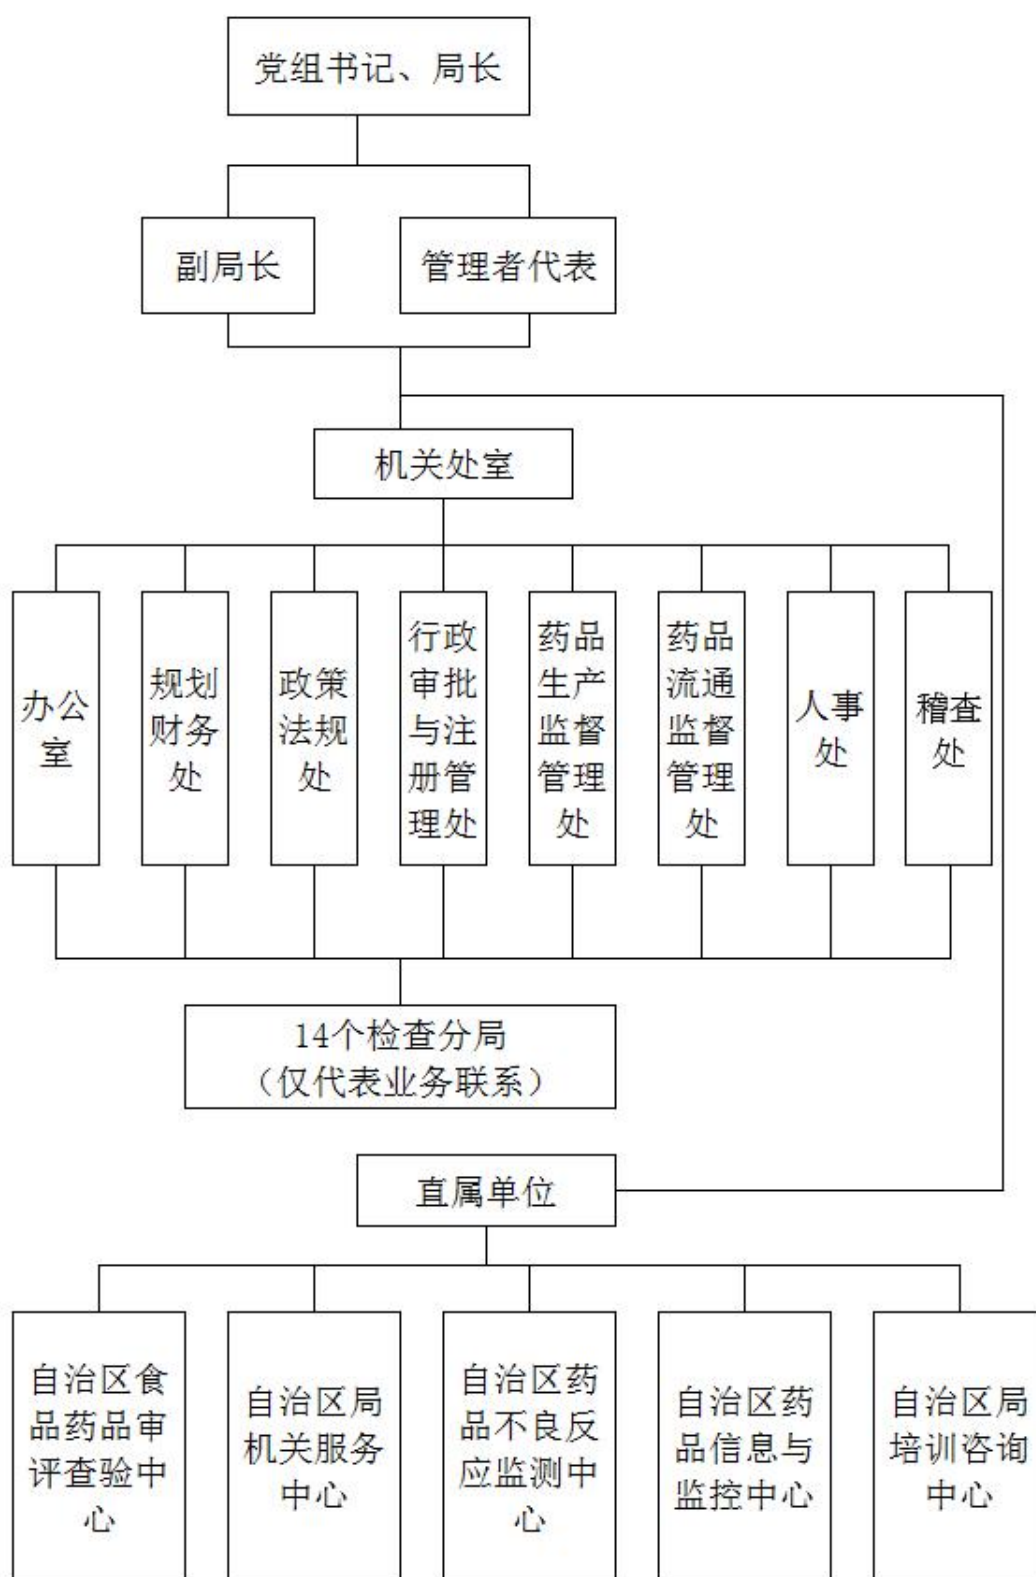 党组书记、局长
副局长
管理者代表
机关处室
办公
室
规划
财务
处
政策
法规
处
行政
审批
与注
册管
理处
药品
生产
监督
管理
处
药品
流通
监督
管理
处
人事
处
稽查
处
14个检查分局
（仅代表业务联系）
直属单位
自治区食
品药品审
评查验中
心
自治区局
机关服务
中心
自治区药
品不良反
应监测中
心
自治区药
品信息与
监控中心
自治区局
培训咨询
中心